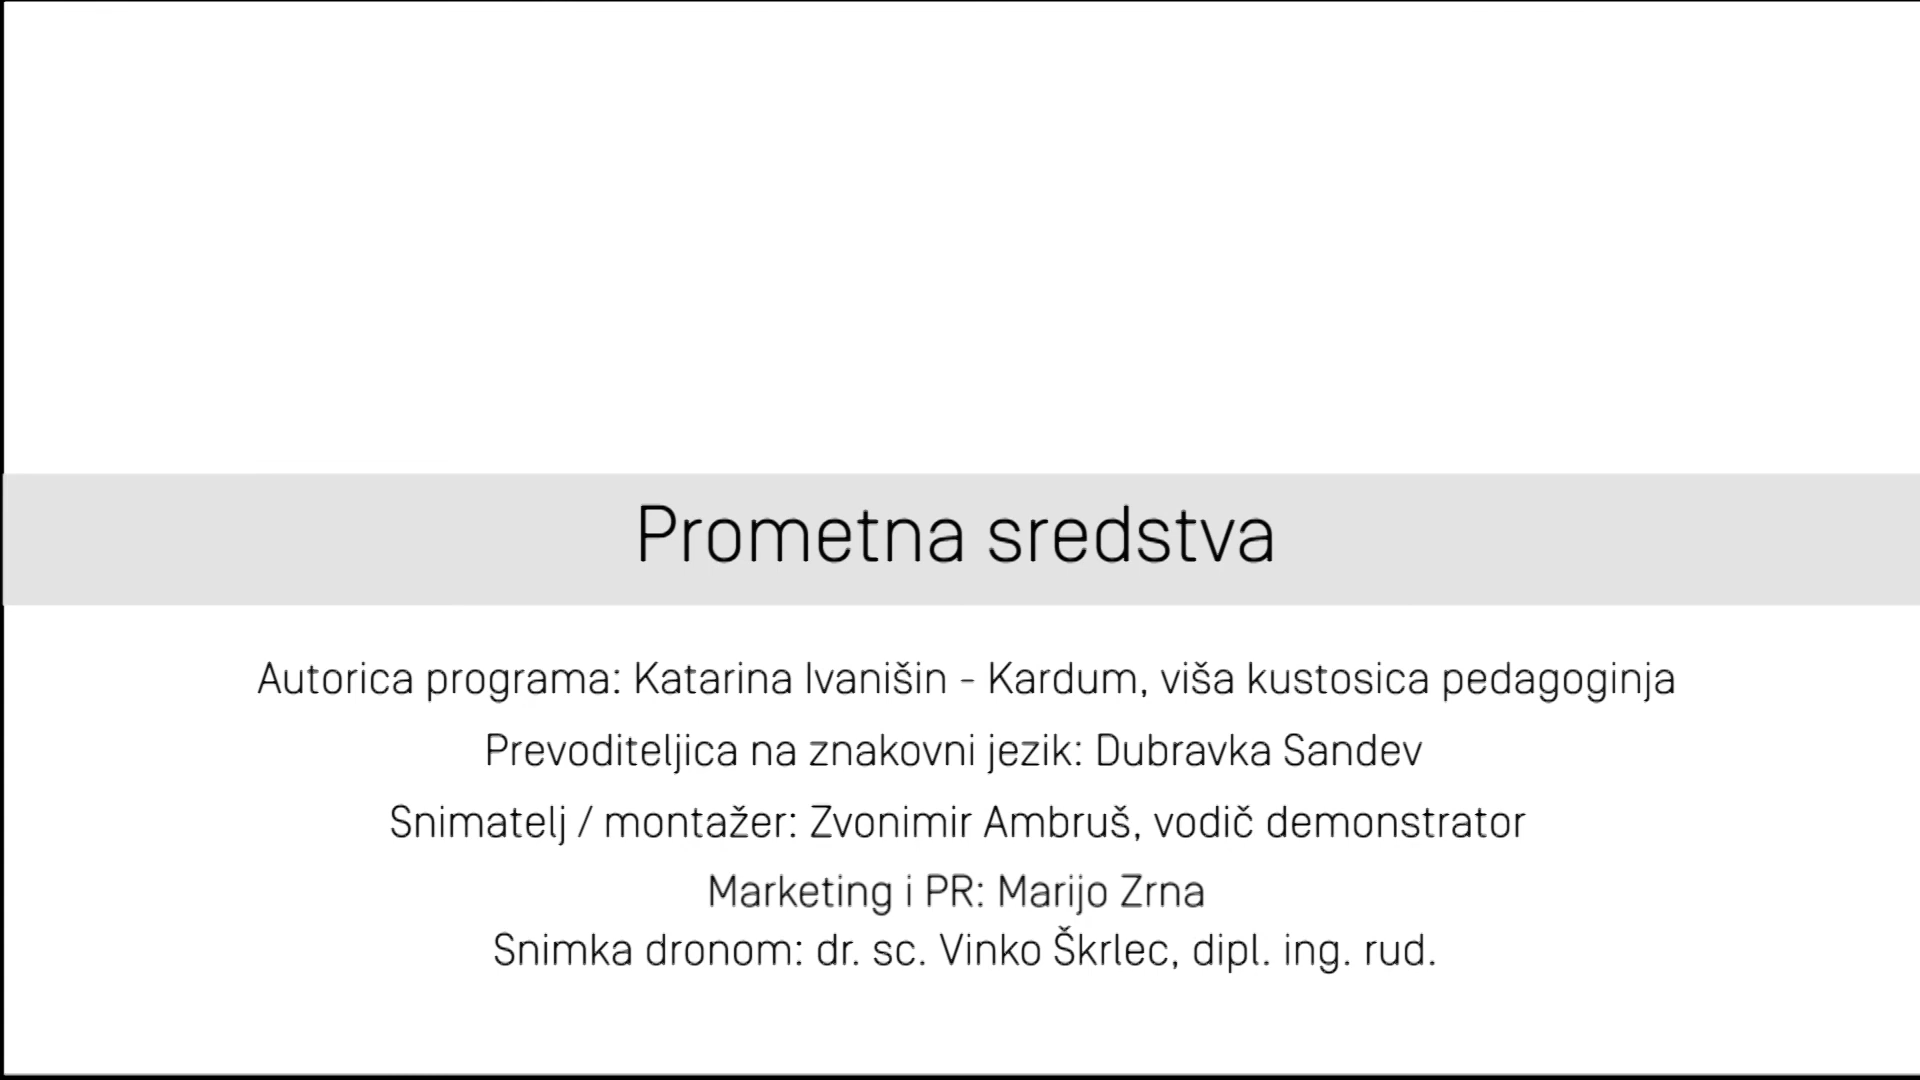 Prometna sredstva
Autorica programa: Katarina Ivanišin - Kardum, viša kustosica pedagoginja
Prevoditeljica na znakovni jezik: Dubravka Sandev
Snimatelj / montažer: Zvonimir Ambruš, vodič demonstrator
Marketing i PR: Marijo Zrna
Snimka dronom: dr. sc. Vinko Škrlec, dipl. ing. rud.